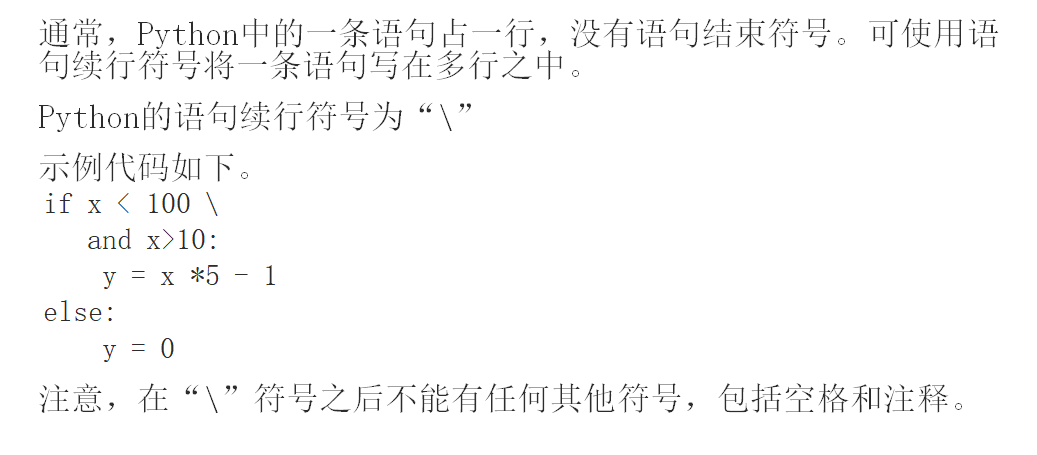 通常，Python中的一条语句占一行，没有语句结束符号。可使用语
句续行符号将一条语句写在多行之中。
Python的语句续行符号为“\”
示例代码如下。
if x < 100 \
   and x>10:
    y = x *5 - 1
else:
    y = 0
注意，在“\”符号之后不能有任何其他符号，包括空格和注释。